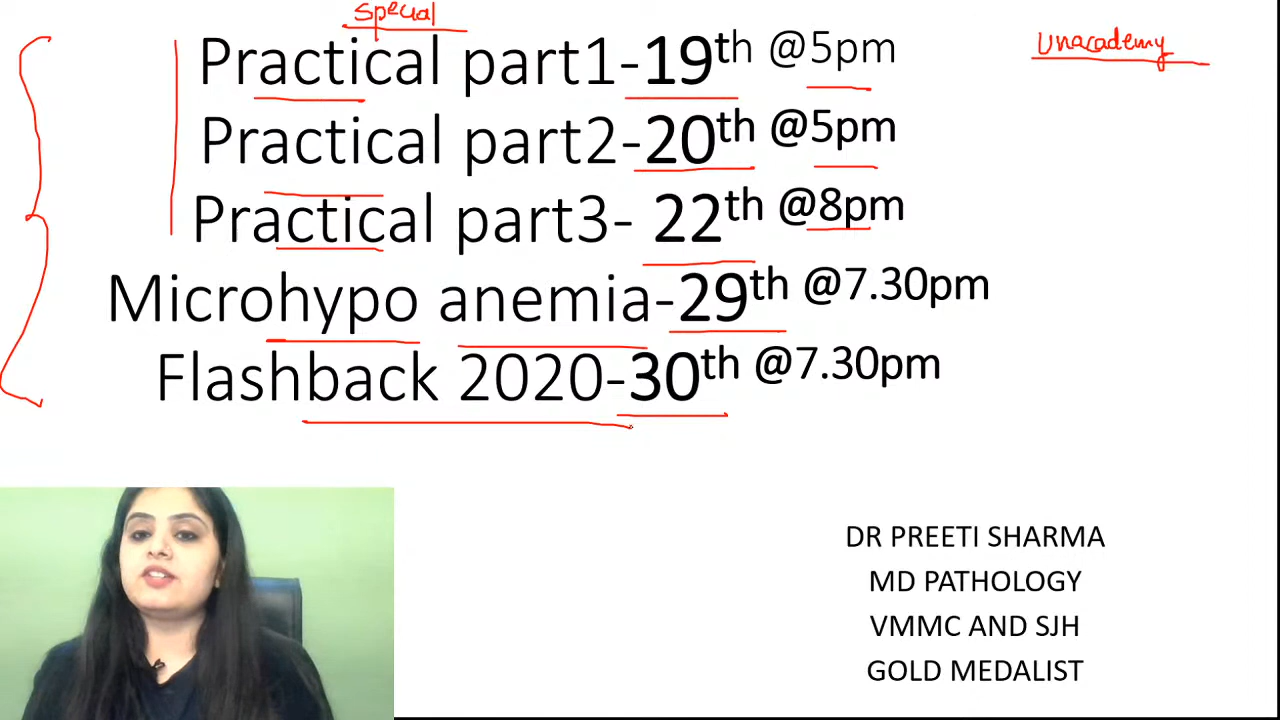 special
Unacademy
Practical part1-19th @5pm
Practical part2-20th @5pm
Practical part3- 22th @8pm
Microhypo anemia-29th @7.30pm
Flashback 2020-30th @7.30pm
DR PREETI SHARMA
MD PATHOLOGY
VMMC AND SJH
GOLD MEDALIST